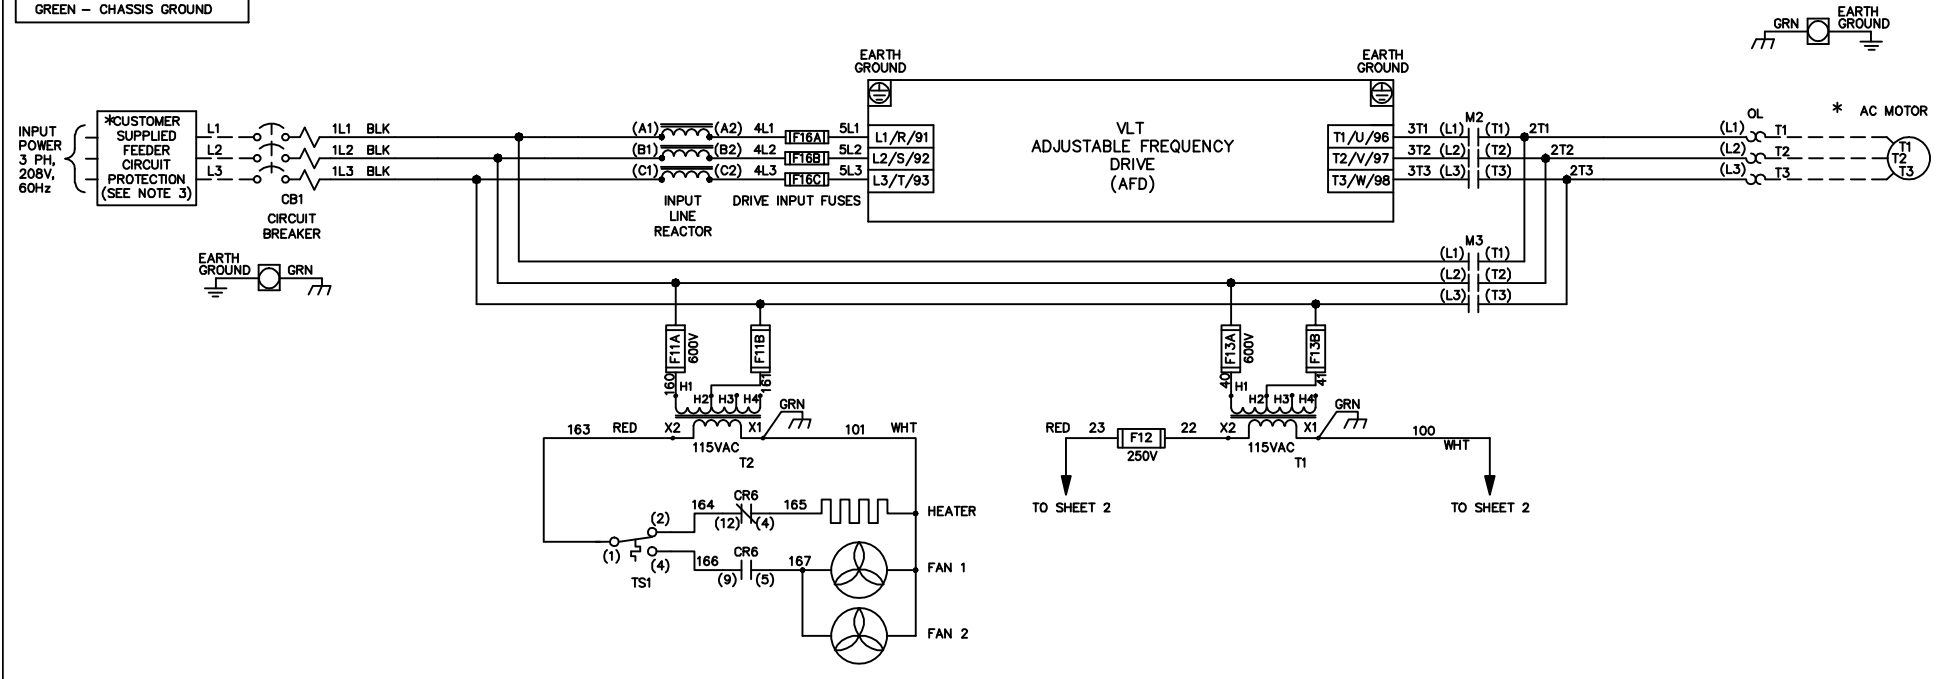 GREEN – CHASSIS GROUND
GRN
EARTH
GROUND
INPUT
POWER
3 PH,
208V,
60Hz
*CUSTOMER
SUPPLIED
FEEDER
CIRCUIT
PROTECTION
(SEE NOTE 3)
L1
L2
L3
CB1
CIRCUIT
BREAKER
1L1 BLK
1L2 BLK
1L3 BLK
EARTH
GROUND
GRN
(A1) (A2) 4L1 F16A 5L1
(B1) (B2) 4L2 F16B 5L2
(C1) (C2) 4L3 F16C 5L3
INPUT
LINE
REACTOR
DRIVE INPUT FUSES
EARTH
GROUND
L1/R/91
L2/S/92
L3/T/93
VLT
ADJUSTABLE FREQUENCY
DRIVE
(AFD)
EARTH
GROUND
T1/U/96
T2/V/97
T3/W/98
M2
3T1 (L1) (T1) 2T1
3T2 (L2) (T2) 2T2
3T3 (L3) (T3) 2T3
OL
(L1) T1
(L2) T2
(L3) T3
* AC MOTOR
T1
T2
T3
M3
(L1) (T1)
(L2) (T2)
(L3) (T3)
F11A
600V
F11B
160
161
H1
H2 H3 H4
GRN
163 RED X2 X1 101 WHT
115VAC
T2
F13A
600V
F13B
40
41
H1
H2 H3 H4
GRN
RED 23 F12 22 X2 X1 100
WHT
250V
115VAC
T1
TO SHEET 2
TO SHEET 2
164 CR6 165
(12) (4)
HEATER
(2)
(1)
(4)
TS1
166 CR6 167
(9) (5)
FAN 1
FAN 2